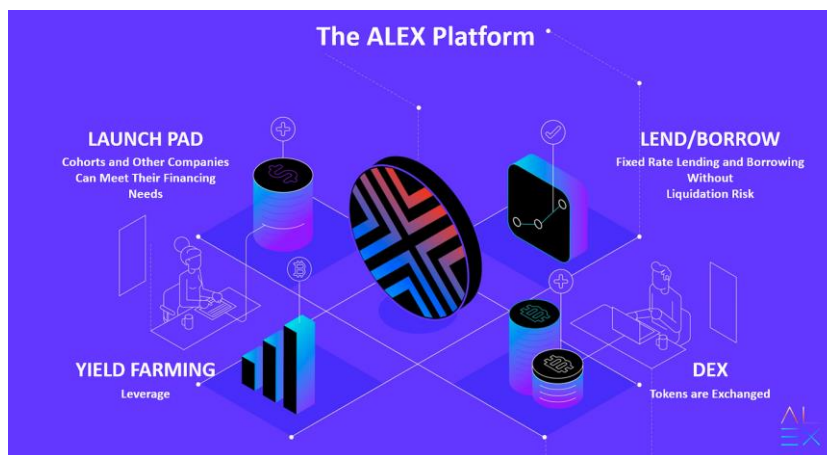 The ALEX Platform
LAUNCH PAD
Cohorts and Other Companies
Can Meet Their Financing
Needs
LEND/BORROW
Fixed Rate Lending and Borrowing
Without
Liquidation Risk
YIELD FARMING
Leverage
DEX
Tokens are Exchanged
AL
EX